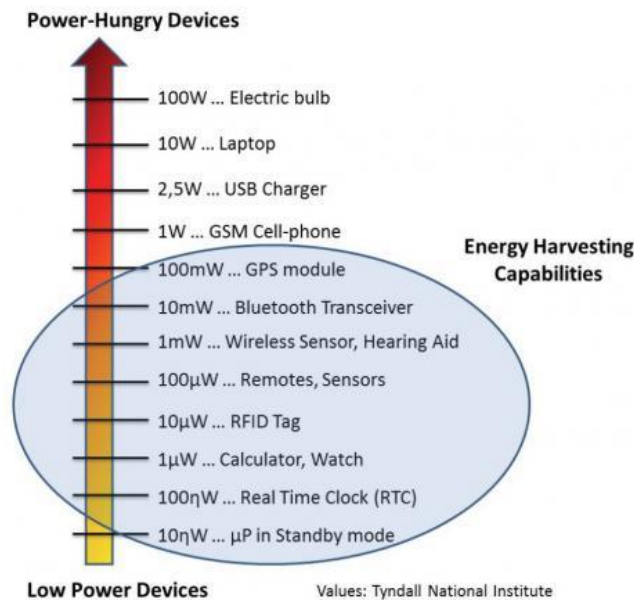 Power-Hungry Devices
100W ... Electric bulb
10W ... Laptop
2,5W ... USB Charger
1W ... GSM Cell-phone
Energy Harvesting
Capabilities
100mW ... GPS module
10mW ... Bluetooth Transceiver
1mW ... Wireless Sensor, Hearing Aid
100μW ... Remotes, Sensors
10μW ... RFID Tag
1μW ... Calculator, Watch
100ηW ... Real Time Clock (RTC)
10ηW ... μP in Standby mode
Low Power Devices
Values: Tyndall National Institute